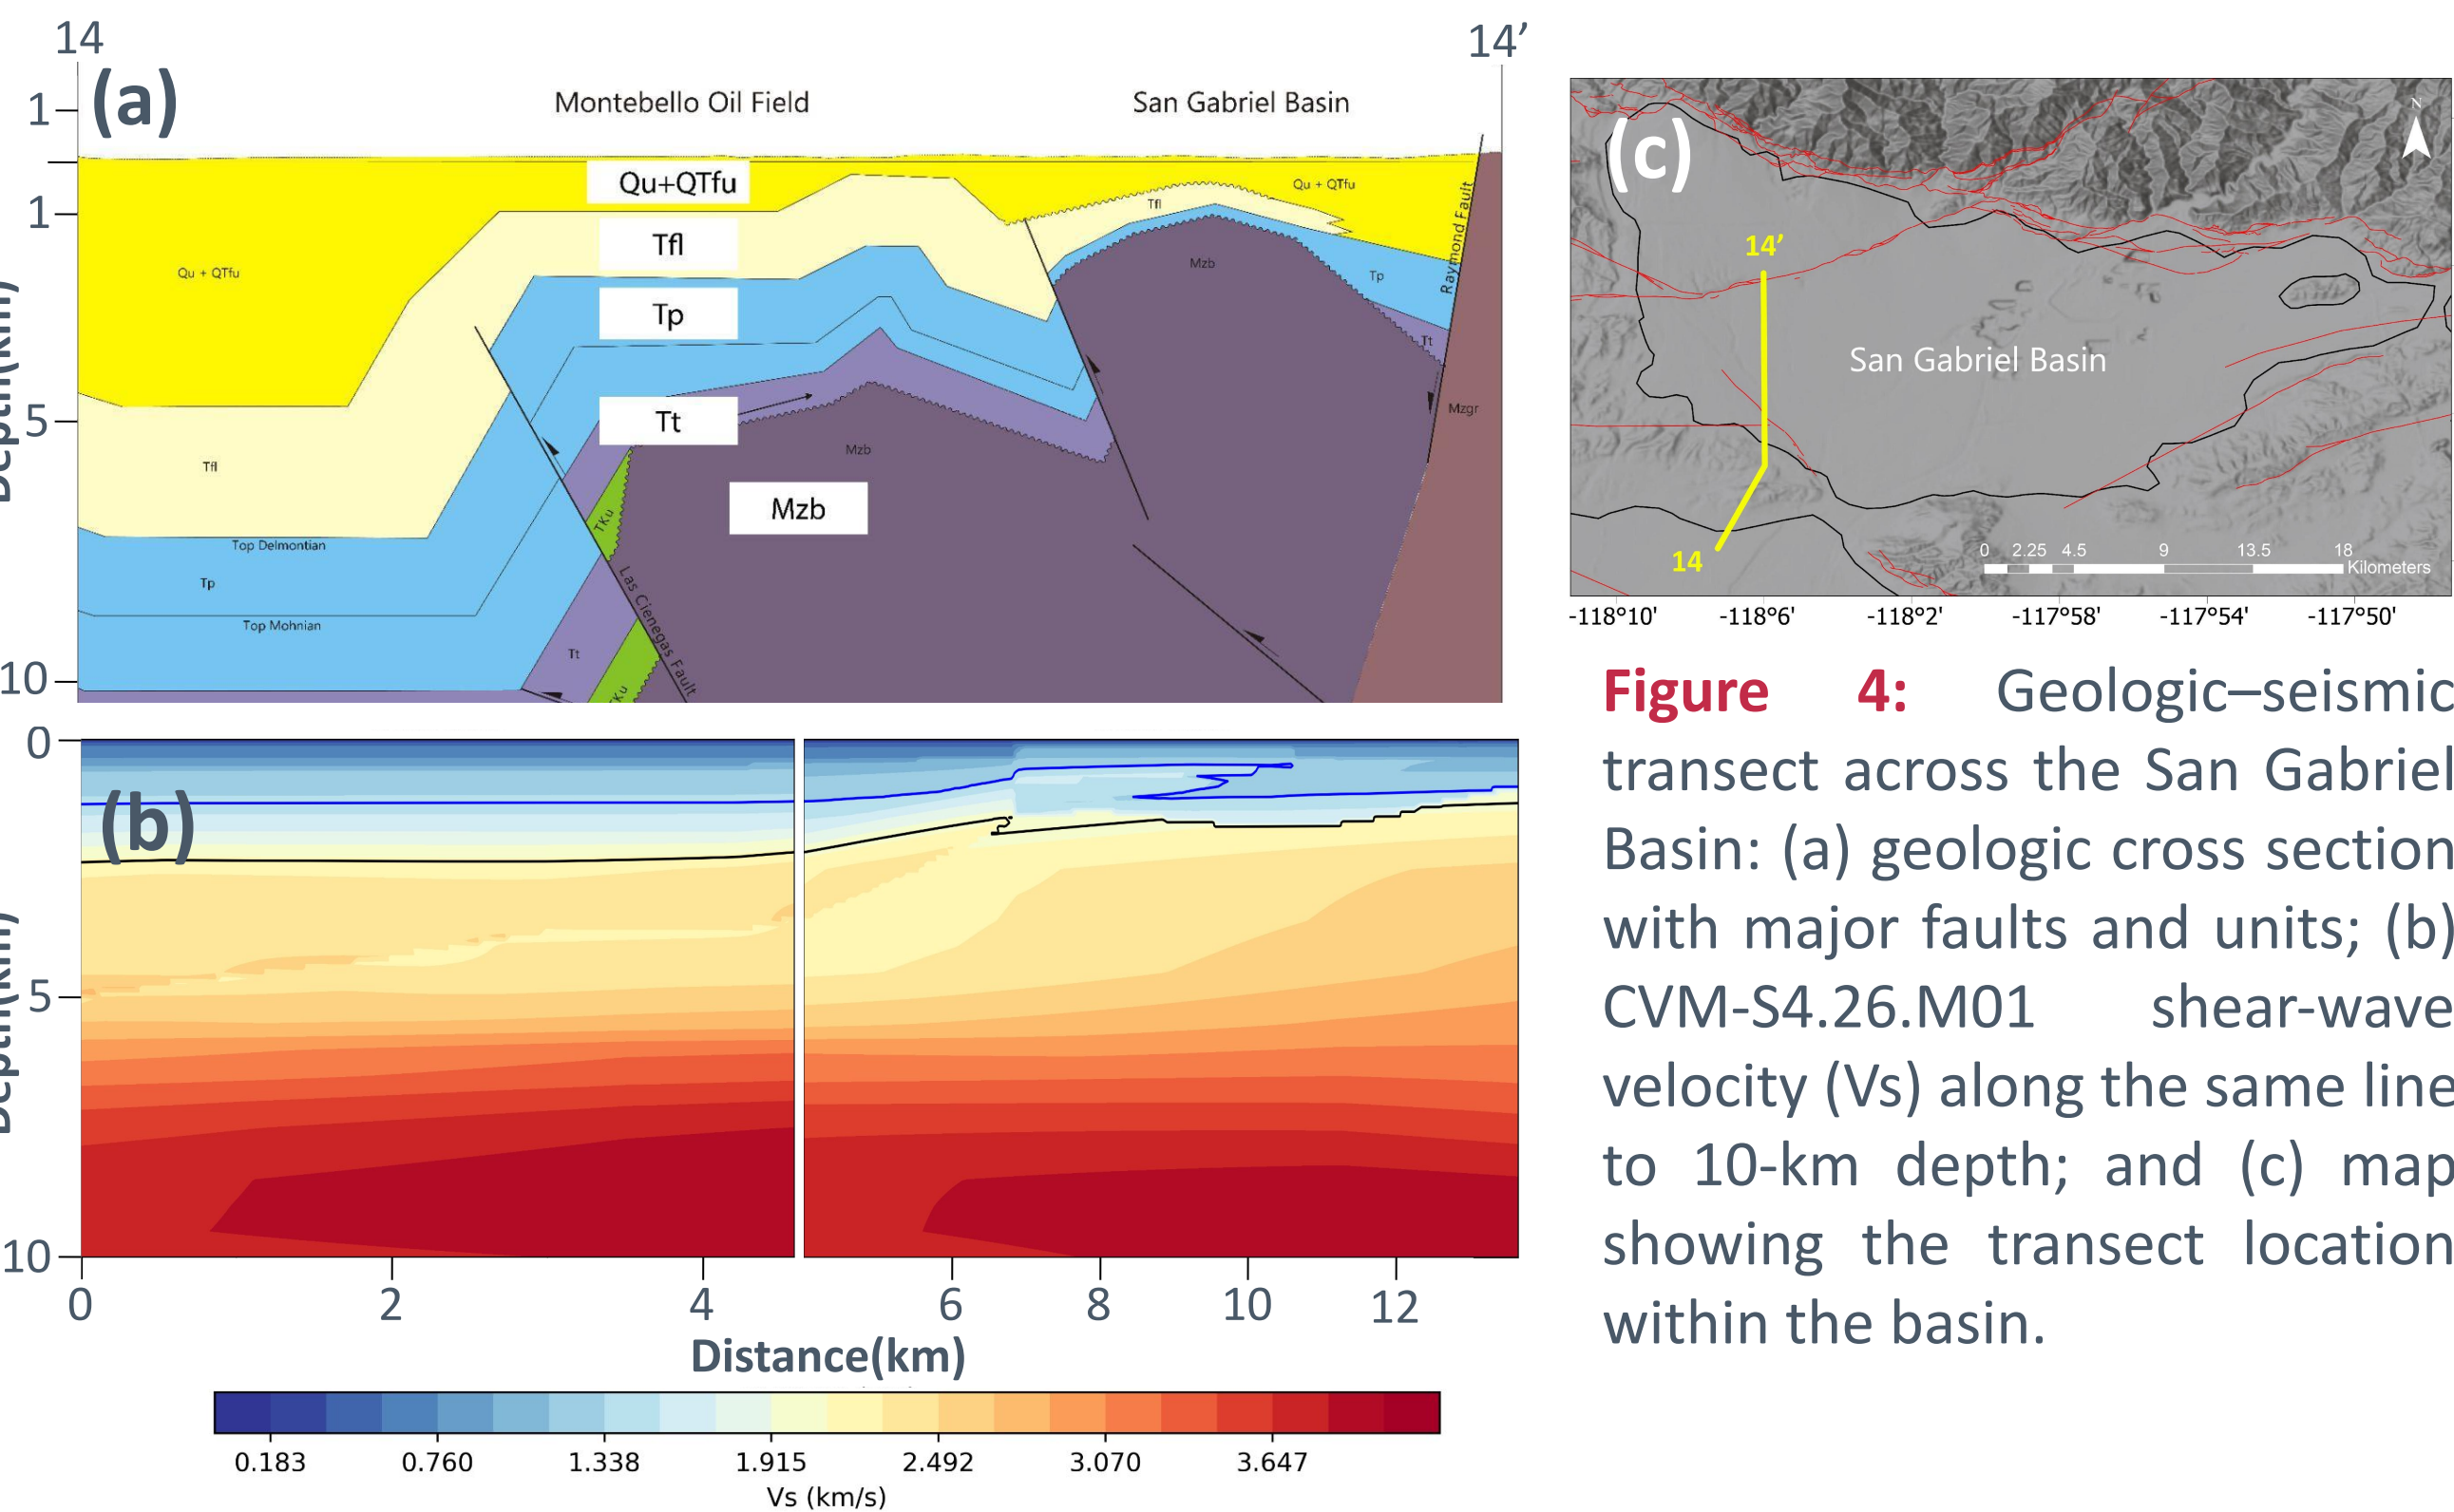 14
14’
(a)
Montebello Oil Field
San Gabriel Basin
1
1
5
10
Depth(km)
Qu+QTfu
Qu + QTfu
Qu + QTfu
Tfl
Tfl
Tfl
Tp
Tp
Tp
Tt
Tt
Tt
Mzb
Mzb
Mzb
Mzgr
TKu
TKu
Top Delmontian
Top Mohnian
Las Cienegas Fault
Raymond Fault
(b)
0
5
10
Depth(km)
0
2
4
6
8
10
12
Distance(km)
0.183
0.760
1.338
1.915
2.492
3.070
3.647
Vs (km/s)
(c)
N
14’
San Gabriel Basin
14
0 2.25 4.5 9 13.5 18
Kilometers
-118°10'
-118°6'
-118°2'
-117°58'
-117°54'
-117°50'
Figure 4: Geologic–seismic
transect across the San Gabriel
Basin: (a) geologic cross section
with major faults and units; (b)
CVM-S4.26.M01 shear-wave
velocity (Vs) along the same line
to 10-km depth; and (c) map
showing the transect location
within the basin.